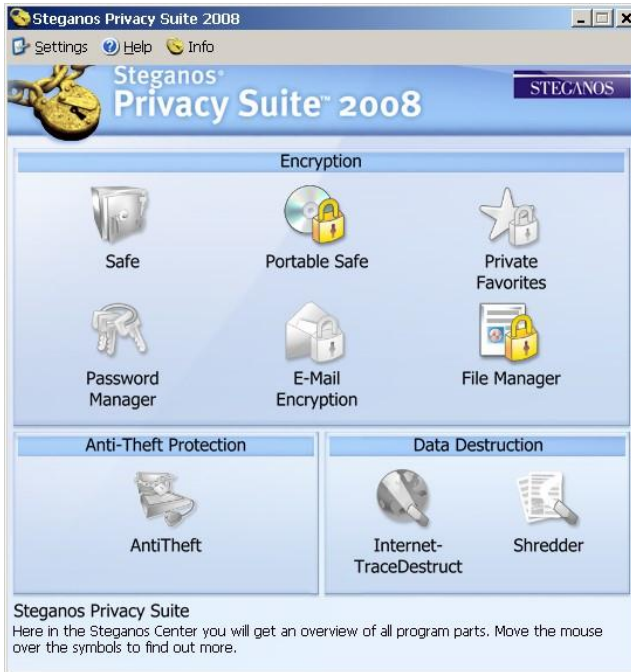 Steganos Privacy Suite 2008
Settings Help Info
Steganos®
Privacy Suite™ 2008
STEGANOS
Encryption
Safe
Portable Safe
Private
Favorites
Password
Manager
E-Mail
Encryption
File Manager
Anti-Theft Protection
AntiTheft
Data Destruction
Internet-
TraceDestruct
Shredder
Steganos Privacy Suite
Here in the Steganos Center you will get an overview of all program parts. Move the mouse
over the symbols to find out more.